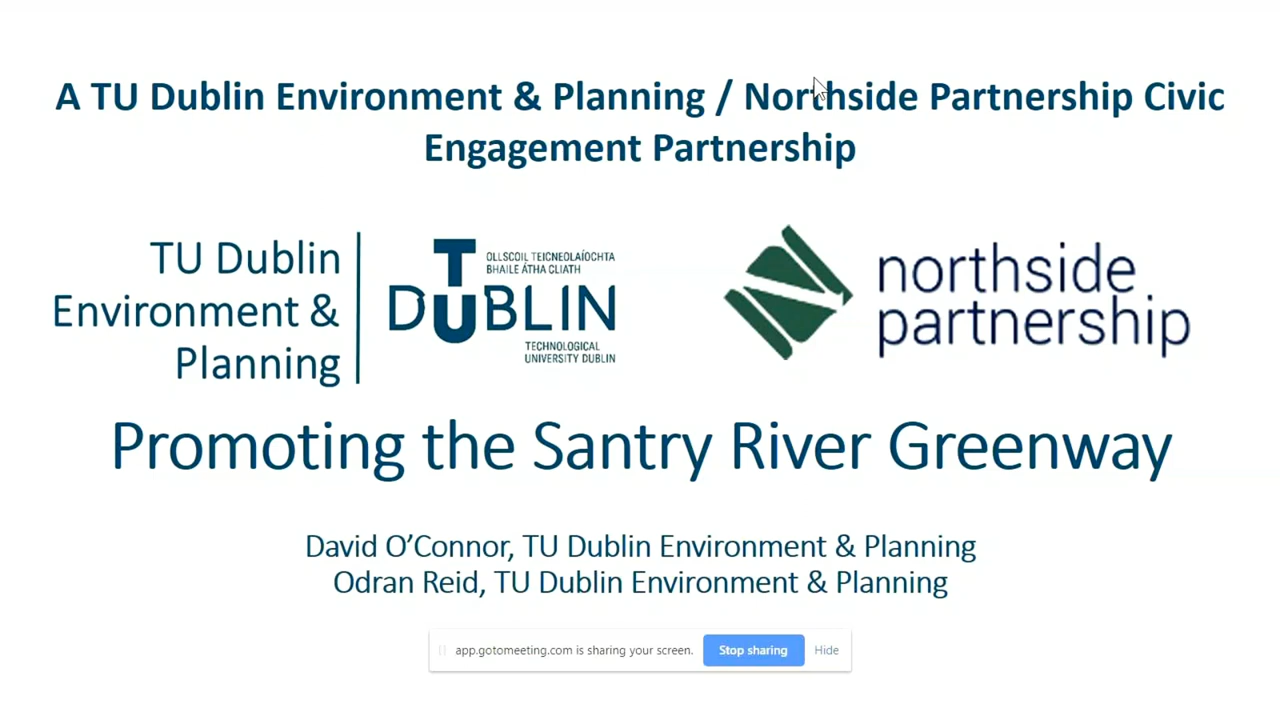 A TU Dublin Environment & Planning / Northside Partnership Civic
Engagement Partnership
TU Dublin
Environment &
Planning
OLLSCOIL TEICNEOLAÍOCHTA
BHAILE ÁTHA CLIATH
TU DUBLIN
TECHNOLOGICAL
UNIVERSITY DUBLIN
northside
partnership
Promoting the Santry River Greenway
David O’Connor, TU Dublin Environment & Planning
Odran Reid, TU Dublin Environment & Planning
app.gotomeeting.com is sharing your screen. Stop sharing Hide